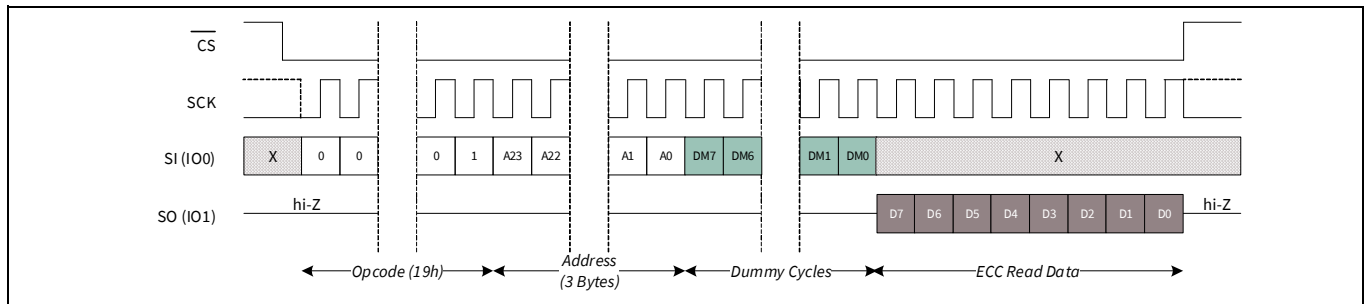 CS
SCK
SI (IO0)
X 0 0 0 1 A23 A22 A1 A0 DM7 DM6 DM1 DM0 X
SO (IO1)
hi-Z D7 D6 D5 D4 D3 D2 D1 D0 hi-Z
Opcode (19h) Address (3 Bytes) Dummy Cycles ECC Read Data